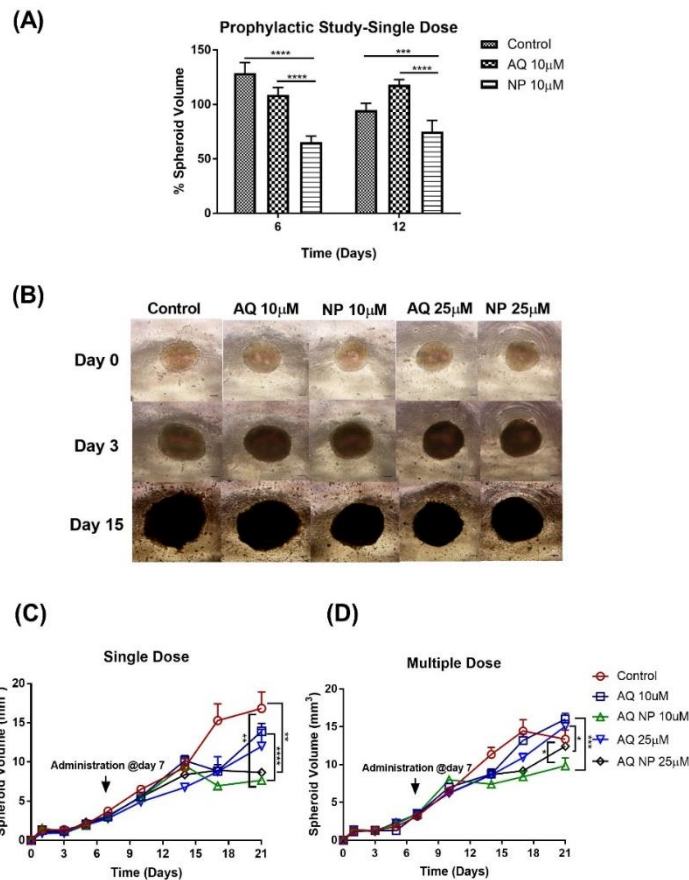 (A)
Prophylactic Study-Single Dose
% Spheroid Volume
150
100
50
0
****
****
***
****
6
12
Time (Days)
Control
AQ 10μM
NP 10μM
(B)
Control AQ 10μM NP 10μM AQ 25μM NP 25μM
Day 0
Day 3
Day 15
(C)
Single Dose
Spheroid Volume (mm
20
15
10
5
0
Administration @day 7
**
****
**
0 3 6 9 12 15 18 21
Time (Days)
(D)
Multiple Dose
Spheroid Volume (mm³)
20
15
10
5
0
Administration @day 7
*
*
***
0 3 6 9 12 15 18 21
Time (Days)
Control
AQ 10uM
AQ NP 10uM
AQ 25μM
AQ NP 25μM